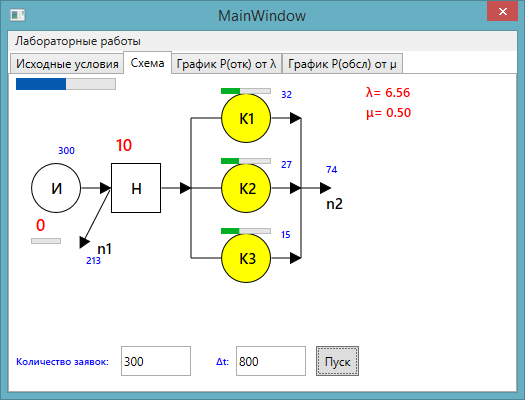 MainWindow
Лабораторные работы
Исходные условия Схема График P(отк) от λ График P(обсл) от μ
λ= 6.56
μ= 0.50
32
K1
300
10
И
Н
27
K2
74
n2
0
n1
213
15
K3
Количество заявок: 300 Δt: 800 Пуск